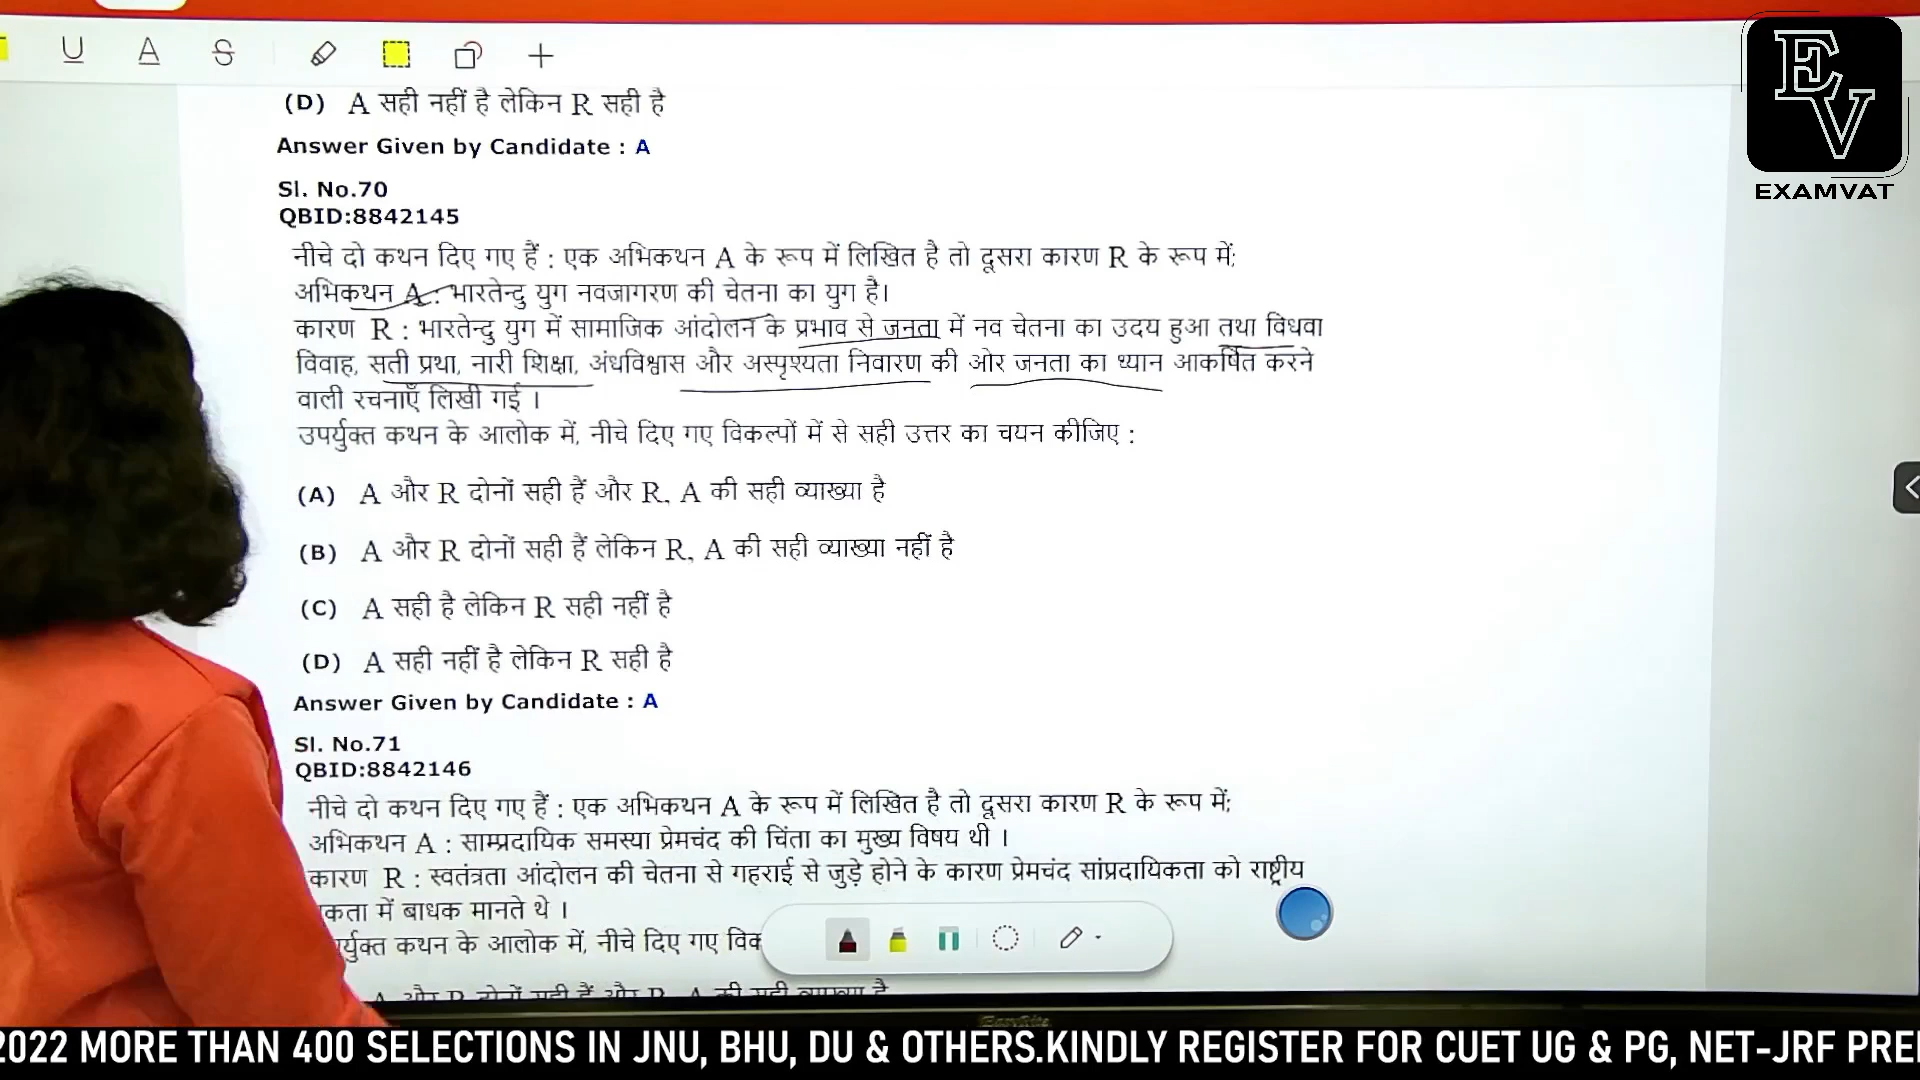 (D) A सही नहीं है लेकिन R सही है
Answer Given by Candidate : A
Sl. No.70
QBID:8842145
नीचे दो कथन दिए गए हैं : एक अभिकथन A के रूप में लिखित है तो दूसरा कारण R के रूप में;
अभिकथन A : भारतेन्दु युग नवजागरण की चेतना का युग है।
कारण R : भारतेन्दु युग में सामाजिक आंदोलन के प्रभाव से जनता में नव चेतना का उदय हुआ तथा विधवा
विवाह, सती प्रथा, नारी शिक्षा, अंधविश्वास और अस्पृश्यता निवारण की ओर जनता का ध्यान आकर्षित करने
वाली रचनाएँ लिखी गई ।
उपर्युक्त कथन के आलोक में, नीचे दिए गए विकल्पों में से सही उत्तर का चयन कीजिए :
(A) A और R दोनों सही हैं और R, A की सही व्याख्या है
(B) A और R दोनों सही हैं लेकिन R, A की सही व्याख्या नहीं है
(C) A सही है लेकिन R सही नहीं है
(D) A सही नहीं है लेकिन R सही है
Answer Given by Candidate : A
Sl. No.71
QBID:8842146
नीचे दो कथन दिए गए हैं : एक अभिकथन A के रूप में लिखित है तो दूसरा कारण R के रूप में;
अभिकथन A : साम्प्रदायिक समस्या प्रेमचंद की चिंता का मुख्य विषय थी ।
कारण R : स्वतंत्रता आंदोलन की चेतना से गहराई से जुड़े होने के कारण प्रेमचंद सांप्रदायिकता को राष्ट्रीय
कता में बाधक मानते थे ।
र्युक्त कथन के आलोक में, नीचे दिए गए विक
A और R दोनों सही हैं और R, A की सही व्याख्या है
EV
EXAMVAT
2022 MORE THAN 400 SELECTIONS IN JNU, BHU, DU & OTHERS.KINDLY REGISTER FOR CUET UG & PG, NET-JRF PRE